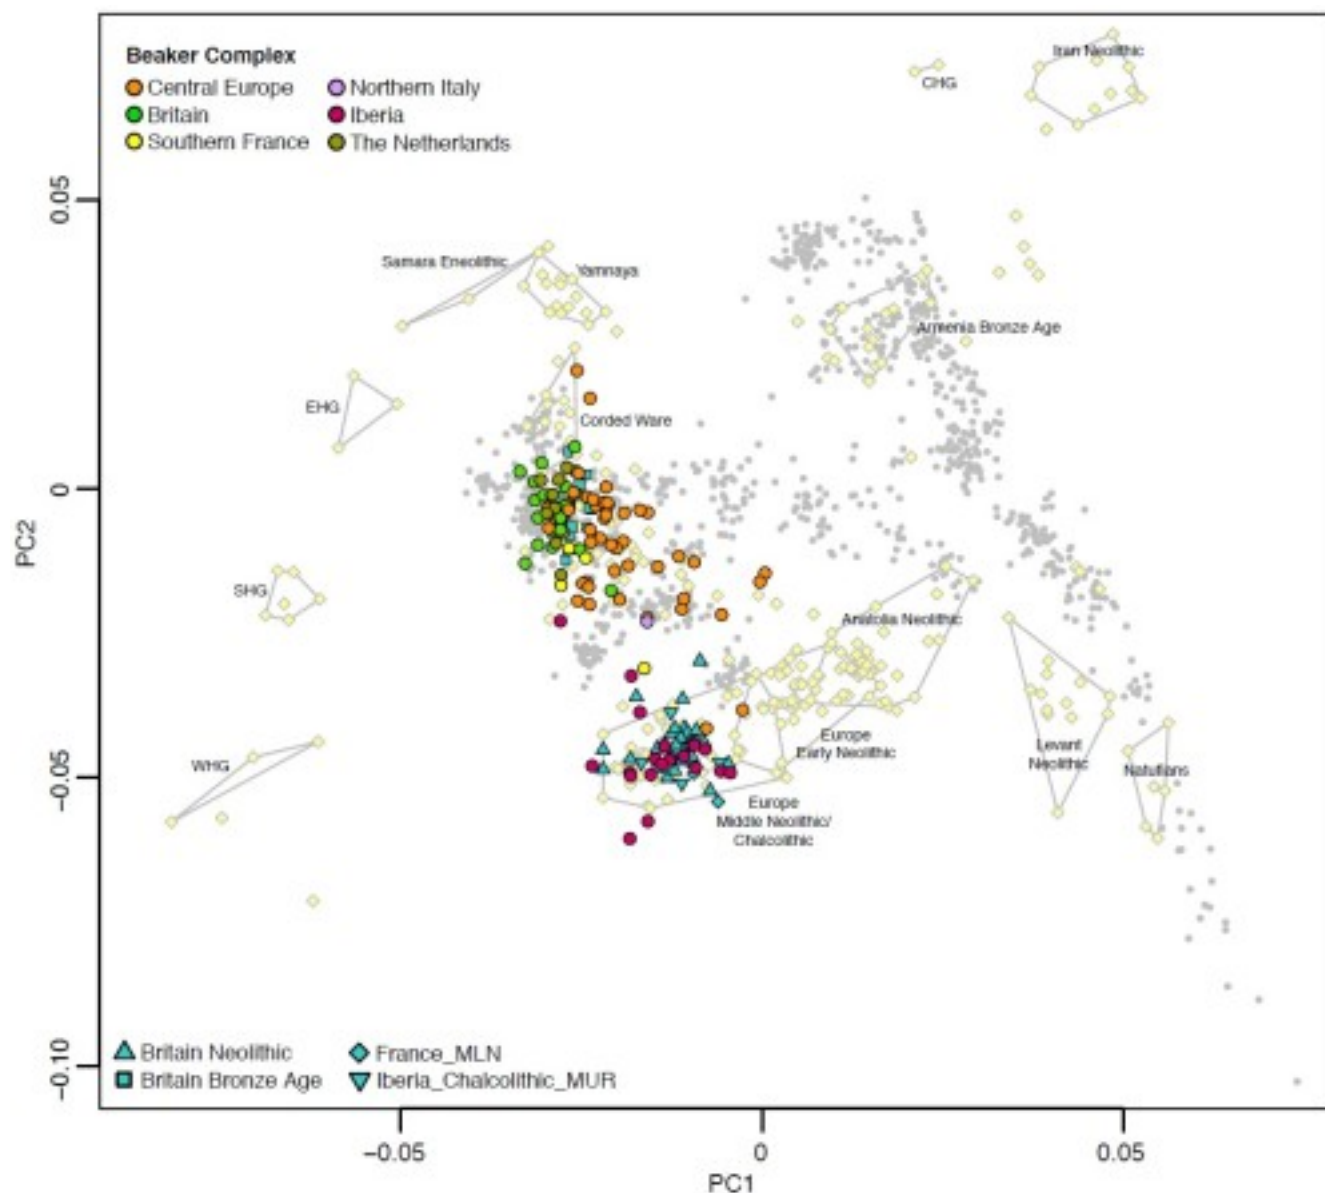 Beaker Complex
Central Europe
Northern Italy
Britain
Iberia
Southern France
The Netherlands
Iran Neolithic
CHG
0.05
Samara Eneolithic
Yamnaya
Armenia Bronze Age
EHG
Corded Ware
0
PC2
SHG
Anatolia Neolithic
Europe
Early Neolithic
Levant
Neolithic
Natufians
WHG
−0.05
Europe
Middle Neolithic/
Chalcolithic
Britain Neolithic
France_MLN
Britain Bronze Age
Iberia_Chalcolithic_MUR
−0.10
−0.05
0
0.05
PC1